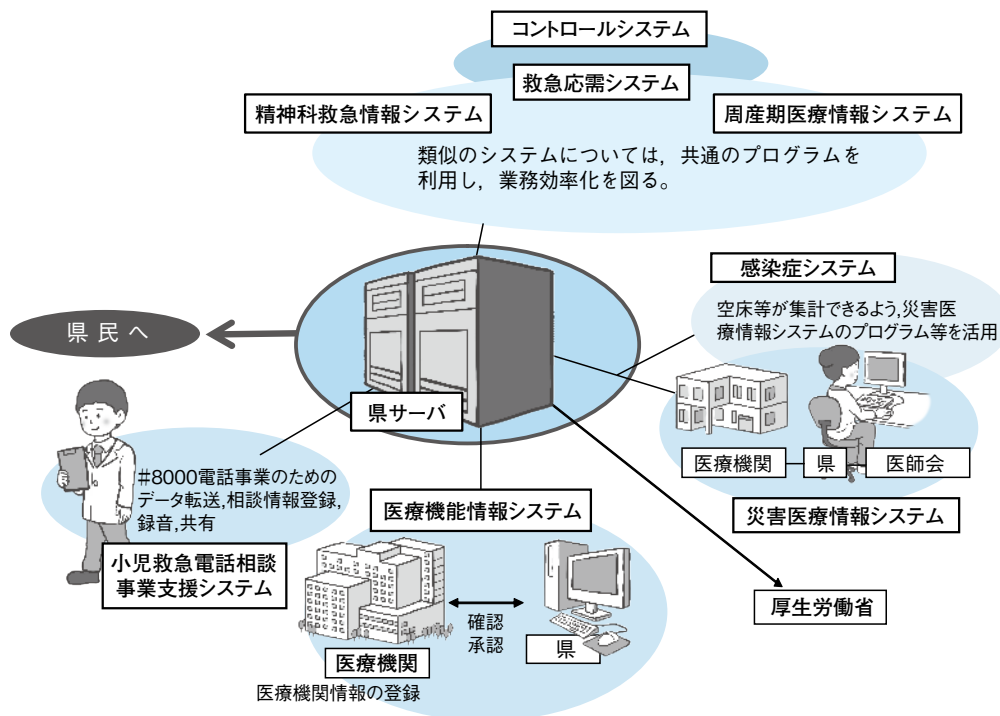 コントロールシステム
救急応需システム
精神科救急情報システム
周産期医療情報システム
類似のシステムについては，共通のプログラムを
利用し，業務効率化を図る。
感染症システム
空床等が集計できるよう,災害医
療情報システムのプログラム等を活用
県民へ
県サーバ
医療機関
県
医師会
災害医療情報システム
#8000電話事業のための
データ転送,相談情報登録,
録音,共有
小児救急電話相談
事業支援システム
医療機能情報システム
確認
承認
医療機関
県
医療機関情報の登録
厚生労働省